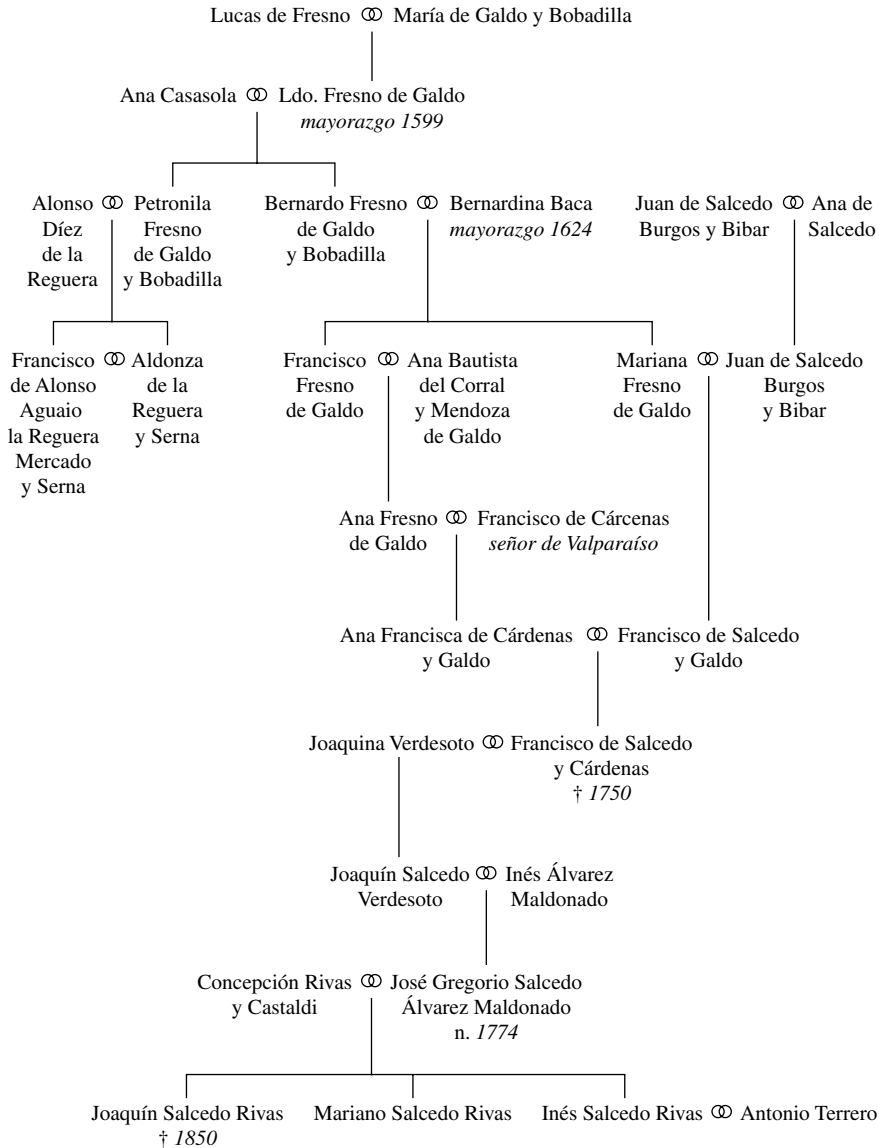 Lucas de Fresno ⚭ María de Galdo y Bobadilla
Ana Casasola ⚭ Ldo. Fresno de Galdo
mayorazgo 1599
Alonso ⚭ Petronila
Díez Fresno
de la de Galdo
Reguera y Bobadilla
Bernardo Fresno ⚭ Bernardina Baca
de Galdo mayorazgo 1624
y Bobadilla
Juan de Salcedo ⚭ Ana de
Burgos y Bibar Salcedo
Francisco ⚭ Aldonza
de Alonso de la
Aguaio Reguera
la Reguera y Serna
Mercado
y Serna
Francisco ⚭ Ana Bautista
Fresno del Corral
de Galdo y Mendoza
de Galdo
Mariana ⚭ Juan de Salcedo
Fresno Burgos
de Galdo y Bibar
Ana Fresno ⚭ Francisco de Cárcenas
de Galdo señor de Valparaíso
Ana Francisca de Cárdenas ⚭ Francisco de Salcedo
y Galdo y Galdo
Joaquina Verdesoto ⚭ Francisco de Salcedo
y Cárdenas
† 1750
Joaquín Salcedo ⚭ Inés Álvarez
Verdesoto Maldonado
Concepción Rivas ⚭ José Gregorio Salcedo
y Castaldi Álvarez Maldonado
n. 1774
Joaquín Salcedo Rivas Mariano Salcedo Rivas Inés Salcedo Rivas ⚭ Antonio Terrero
† 1850